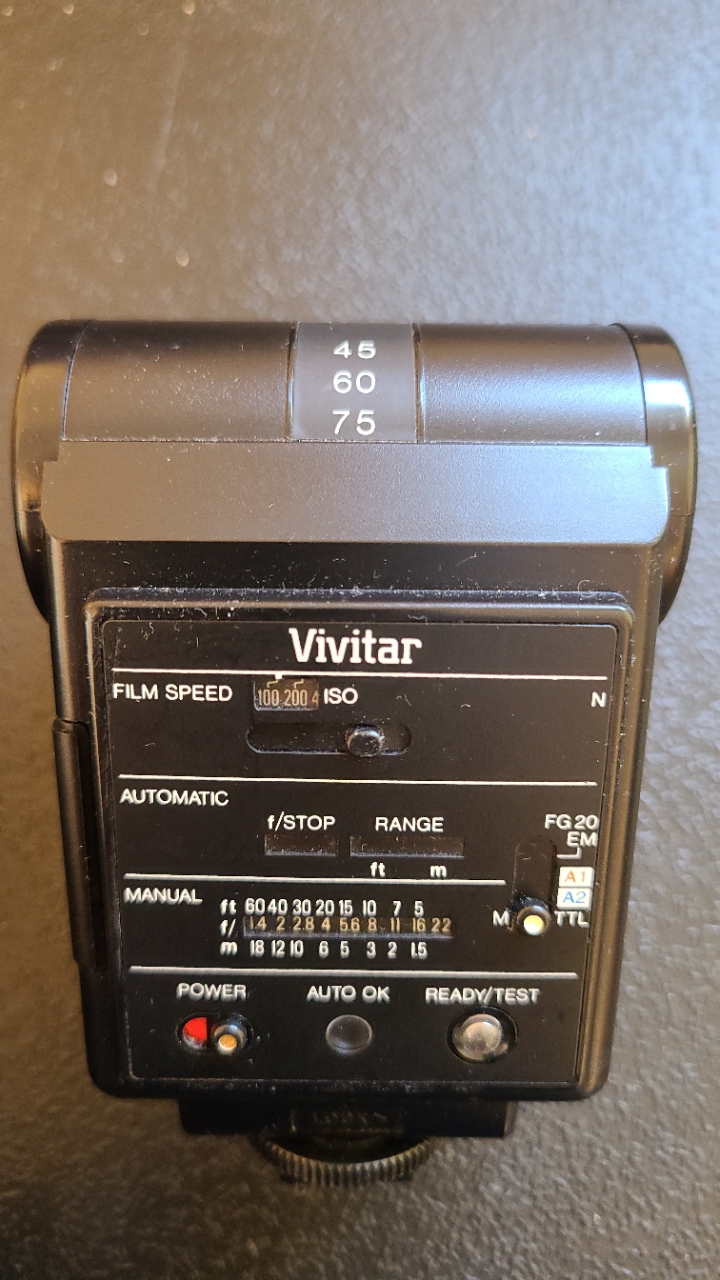 45
60
75
Vivitar
FILM SPEED 100 200 4 ISO N
AUTOMATIC
f/STOP RANGE FG20
EM
ft m
A1
MANUAL A2
ft 60 40 30 20 15 10 7 5
f/ 1.4 2 2.8 4 5.6 8 11 16 22 M TTL
m 18 12 10 6 5 3 2 1.5
POWER AUTO OK READY/TEST